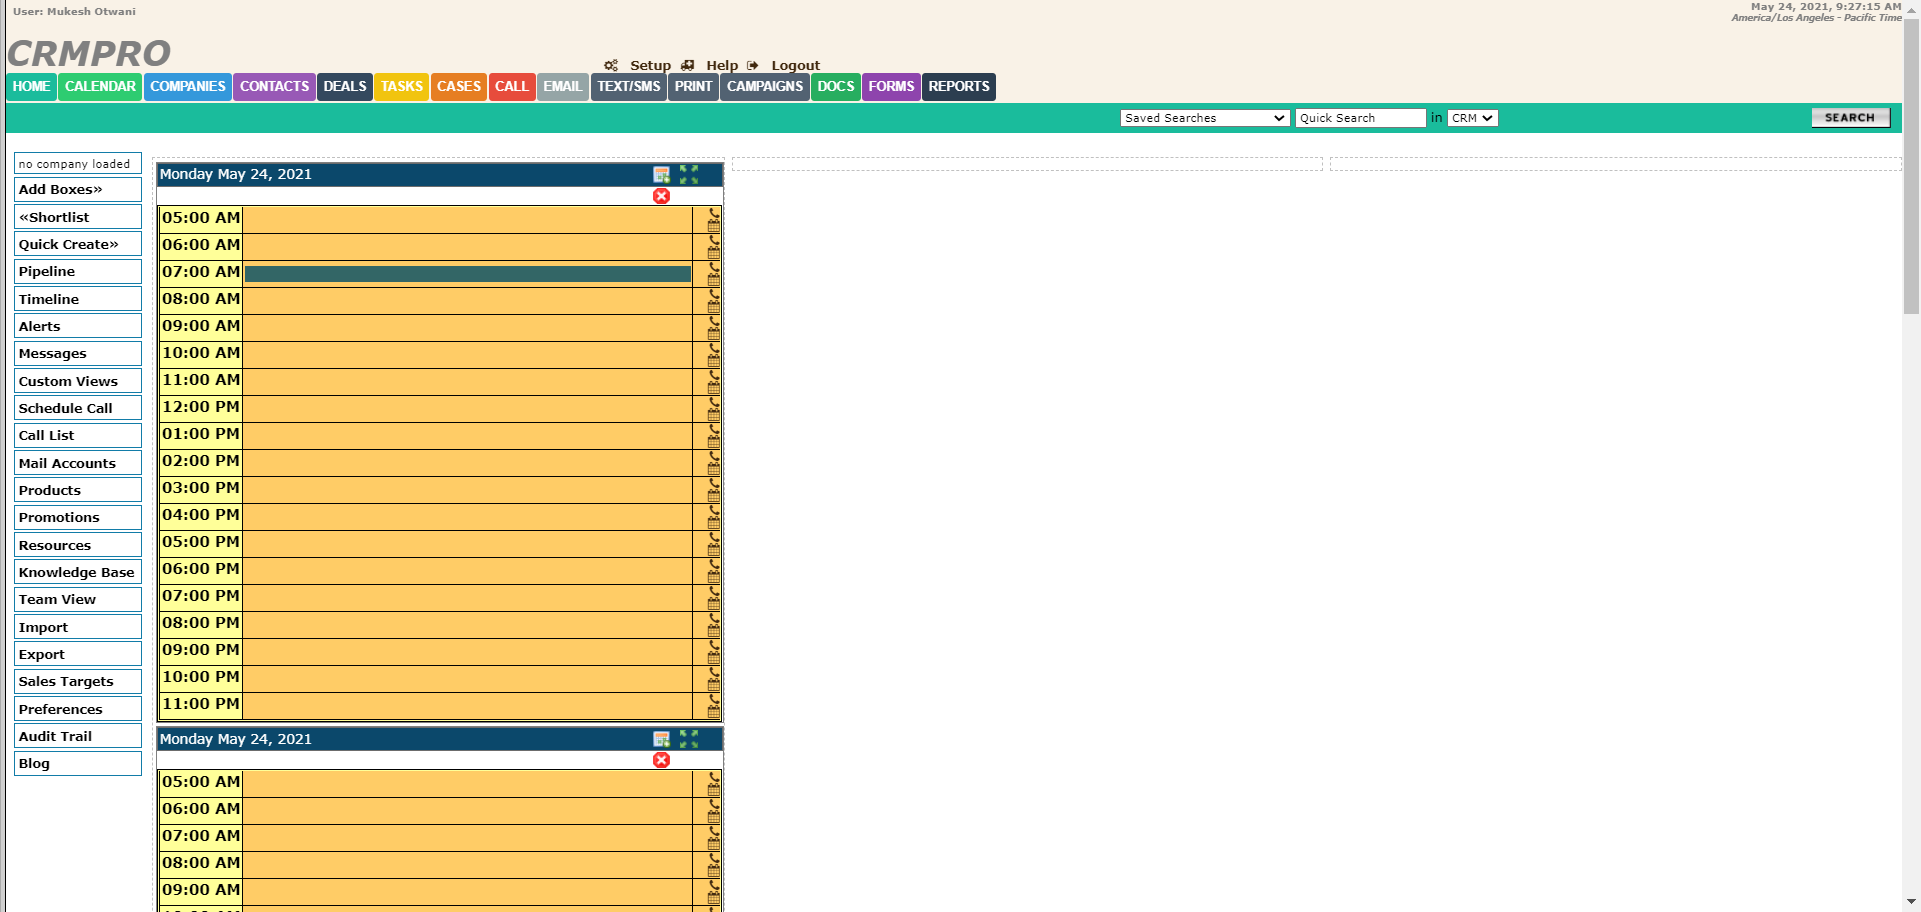 User: Mukesh Otwani
May 24, 2021, 9:27:15 AM
America/Los Angeles - Pacific Time
CRMPRO
Setup Help Logout
HOME CALENDAR COMPANIES CONTACTS DEALS TASKS CASES CALL EMAIL TEXT/SMS PRINT CAMPAIGNS DOCS FORMS REPORTS
Saved Searches Quick Search in CRM SEARCH
no company loaded
Add Boxes»
«Shortlist
Quick Create»
Pipeline
Timeline
Alerts
Messages
Custom Views
Schedule Call
Call List
Mail Accounts
Products
Promotions
Resources
Knowledge Base
Team View
Import
Export
Sales Targets
Preferences
Audit Trail
Blog
Monday May 24, 2021
05:00 AM
06:00 AM
07:00 AM
08:00 AM
09:00 AM
10:00 AM
11:00 AM
12:00 PM
01:00 PM
02:00 PM
03:00 PM
04:00 PM
05:00 PM
06:00 PM
07:00 PM
08:00 PM
09:00 PM
10:00 PM
11:00 PM
Monday May 24, 2021
05:00 AM
06:00 AM
07:00 AM
08:00 AM
09:00 AM